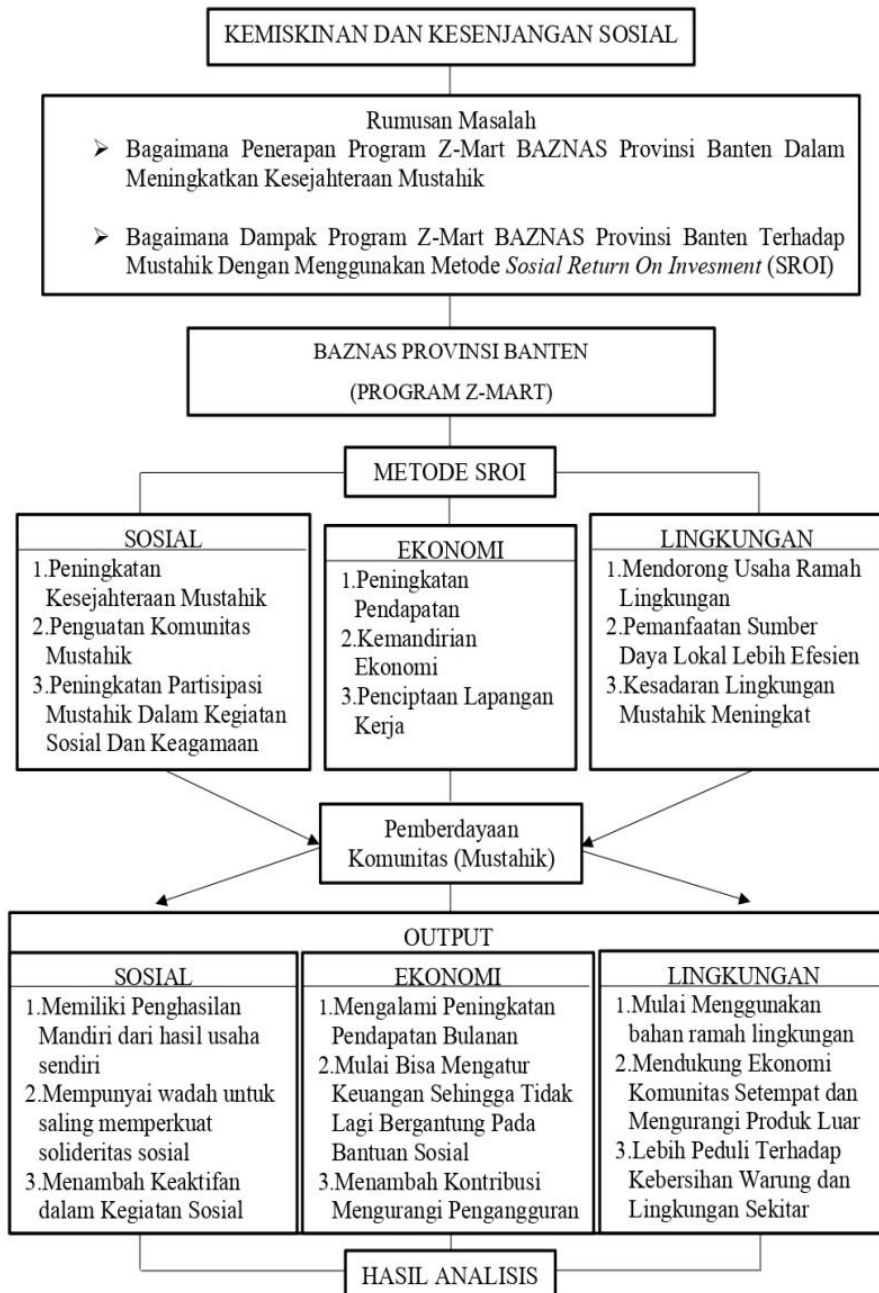 KEMISKINAN DAN KESENJANGAN SOSIAL
Rumusan Masalah
➤ Bagaimana Penerapan Program Z-Mart BAZNAS Provinsi Banten Dalam
Meningkatkan Kesejahteraan Mustahik
➤ Bagaimana Dampak Program Z-Mart BAZNAS Provinsi Banten Terhadap
Mustahik Dengan Menggunakan Metode Sosial Return On Invesment (SROI)
BAZNAS PROVINSI BANTEN
(PROGRAM Z-MART)
METODE SROI
SOSIAL
1.Peningkatan
Kesejahteraan Mustahik
2.Penguatan Komunitas
Mustahik
3.Peningkatan Partisipasi
Mustahik Dalam Kegiatan
Sosial Dan Keagamaan
EKONOMI
1.Peningkatan
Pendapatan
2.Kemandirian
Ekonomi
3.Penciptaan Lapangan
Kerja
LINGKUNGAN
1.Mendorong Usaha Ramah
Lingkungan
2.Pemanfaatan Sumber
Daya Lokal Lebih Efesien
3.Kesadaran Lingkungan
Mustahik Meningkat
Pemberdayaan
Komunitas (Mustahik)
OUTPUT
SOSIAL
1.Memiliki Penghasilan
Mandiri dari hasil usaha
sendiri
2.Mempunyai wadah untuk
saling memperkuat
solideritas sosial
3.Menambah Keaktifan
dalam Kegiatan Sosial
EKONOMI
1.Mengalami Peningkatan
Pendapatan Bulanan
2.Mulai Bisa Mengatur
Keuangan Sehingga Tidak
Lagi Bergantung Pada
Bantuan Sosial
3.Menambah Kontribusi
Mengurangi Pengangguran
LINGKUNGAN
1.Mulai Menggunakan
bahan ramah lingkungan
2.Mendukung Ekonomi
Komunitas Setempat dan
Mengurangi Produk Luar
3.Lebih Peduli Terhadap
Kebersihan Warung dan
Lingkungan Sekitar
HASIL ANALISIS